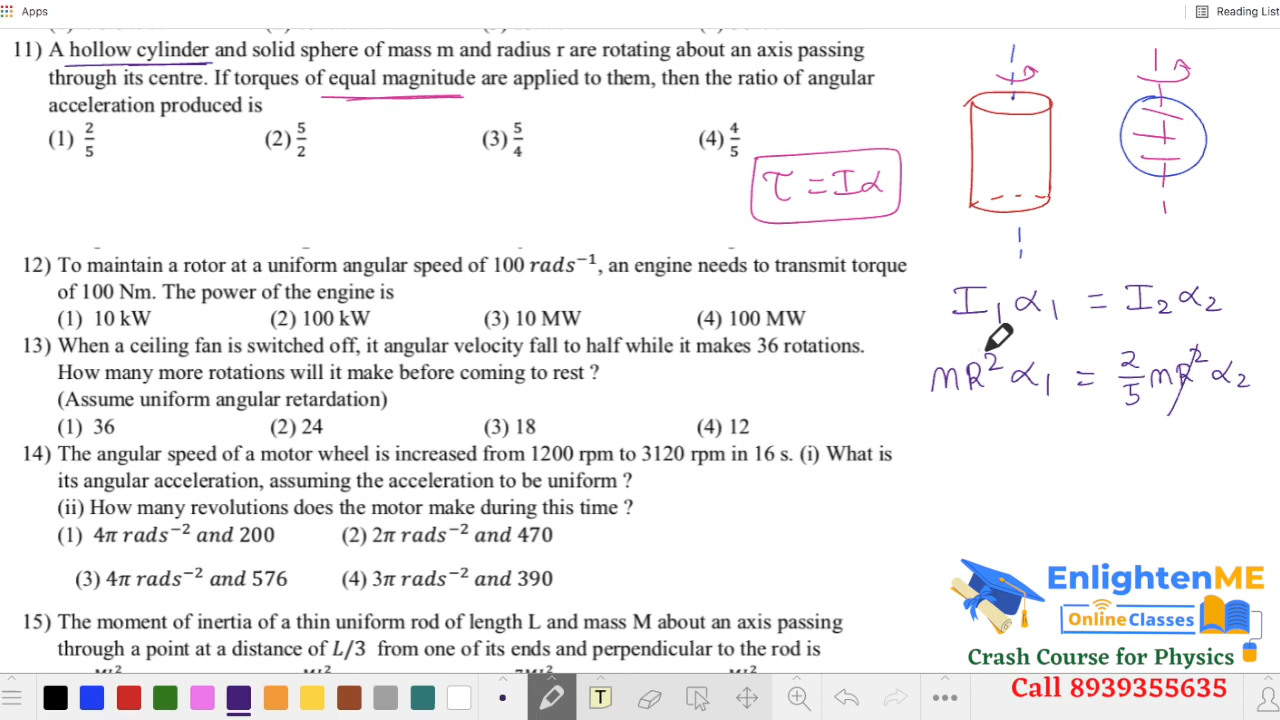 Apps
Reading List
11) A hollow cylinder and solid sphere of mass m and radius r are rotating about an axis passing
through its centre. If torques of equal magnitude are applied to them, then the ratio of angular
acceleration produced is
(1) 2/5 (2) 5/2 (3) 5/4 (4) 4/5
τ = Iα
12) To maintain a rotor at a uniform angular speed of 100 rads⁻¹, an engine needs to transmit torque
of 100 Nm. The power of the engine is
(1) 10 kW (2) 100 kW (3) 10 MW (4) 100 MW
I₁α₁ = I₂α₂
13) When a ceiling fan is switched off, it angular velocity fall to half while it makes 36 rotations.
How many more rotations will it make before coming to rest ?
(Assume uniform angular retardation)
(1) 36 (2) 24 (3) 18 (4) 12
mR²α₁ = 2/5 mR²α₂
14) The angular speed of a motor wheel is increased from 1200 rpm to 3120 rpm in 16 s. (i) What is
its angular acceleration, assuming the acceleration to be uniform ?
(ii) How many revolutions does the motor make during this time ?
(1) 4π rads⁻² and 200 (2) 2π rads⁻² and 470
(3) 4π rads⁻² and 576 (4) 3π rads⁻² and 390
15) The moment of inertia of a thin uniform rod of length L and mass M about an axis passing
through a point at a distance of L/3 from one of its ends and perpendicular to the rod is
EnlightenME
Online Classes
Crash Course for Physics
Call 8939355635
T